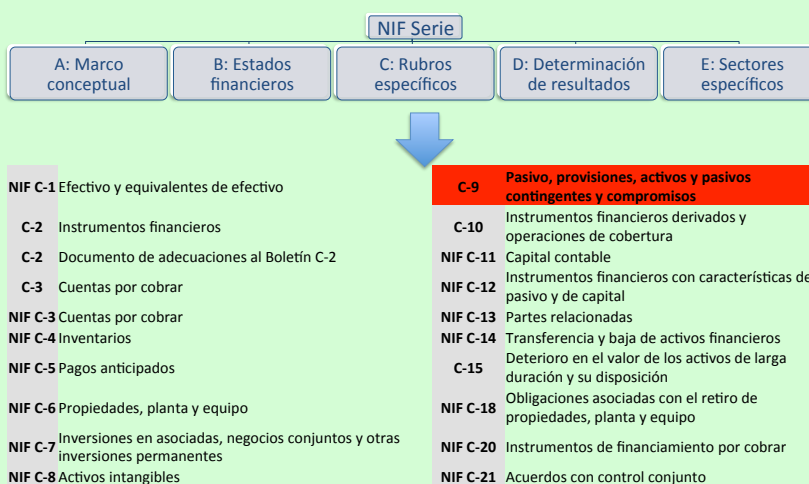 NIF Serie
A: Marco
conceptual
B: Estados
financieros
C: Rubros
específicos
D: Determinación
de resultados
E: Sectores
específicos
NIF C-1 Efectivo y equivalentes de efectivo
C-2 Instrumentos financieros
C-2 Documento de adecuaciones al Boletín C-2
C-3 Cuentas por cobrar
NIF C-3 Cuentas por cobrar
NIF C-4 Inventarios
NIF C-5 Pagos anticipados
NIF C-6 Propiedades, planta y equipo
NIF C-7 Inversiones en asociadas, negocios conjuntos y otras
inversiones permanentes
NIF C-8 Activos intangibles
C-9 Pasivo, provisiones, activos y pasivos
contingentes y compromisos
C-10 Instrumentos financieros derivados y
operaciones de cobertura
NIF C-11 Capital contable
NIF C-12 Instrumentos financieros con características de
pasivo y de capital
NIF C-13 Partes relacionadas
NIF C-14 Transferencia y baja de activos financieros
C-15 Deterioro en el valor de los activos de larga
duración y su disposición
NIF C-18 Obligaciones asociadas con el retiro de
propiedades, planta y equipo
NIF C-20 Instrumentos de financiamiento por cobrar
NIF C-21 Acuerdos con control conjunto